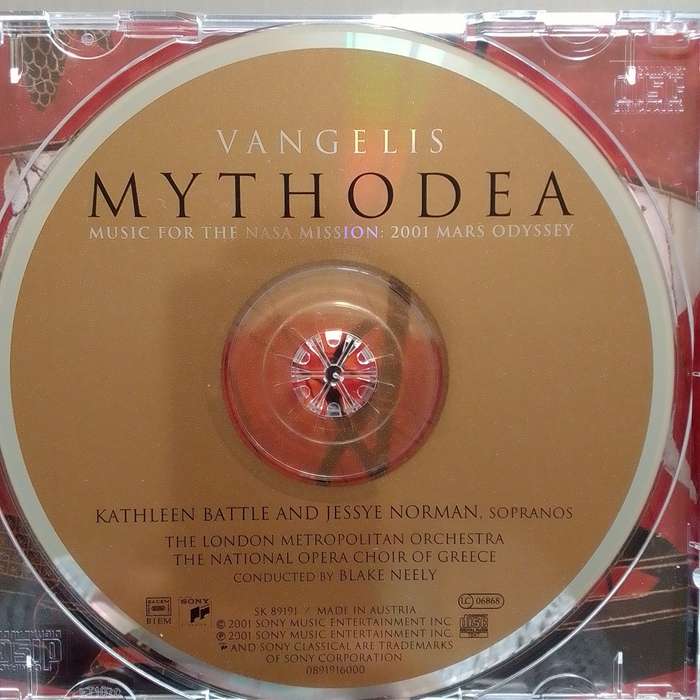 VANGELIS
MYTHODEA
MUSIC FOR THE NASA MISSION: 2001 MARS ODYSSEY
KATHLEEN BATTLE AND JESSYE NORMAN, SOPRANOS
THE LONDON METROPOLITAN ORCHESTRA
THE NATIONAL OPERA CHOIR OF GREECE
CONDUCTED BY BLAKE NEELY
BIEM
SONY
LC 06868
SK 89191 / MADE IN AUSTRIA
© 2001 SONY MUSIC ENTERTAINMENT INC
℗ 2001 SONY MUSIC ENTERTAINMENT INC.
AND SONY CLASSICAL ARE TRADEMARKS
OF SONY CORPORATION
0891916000